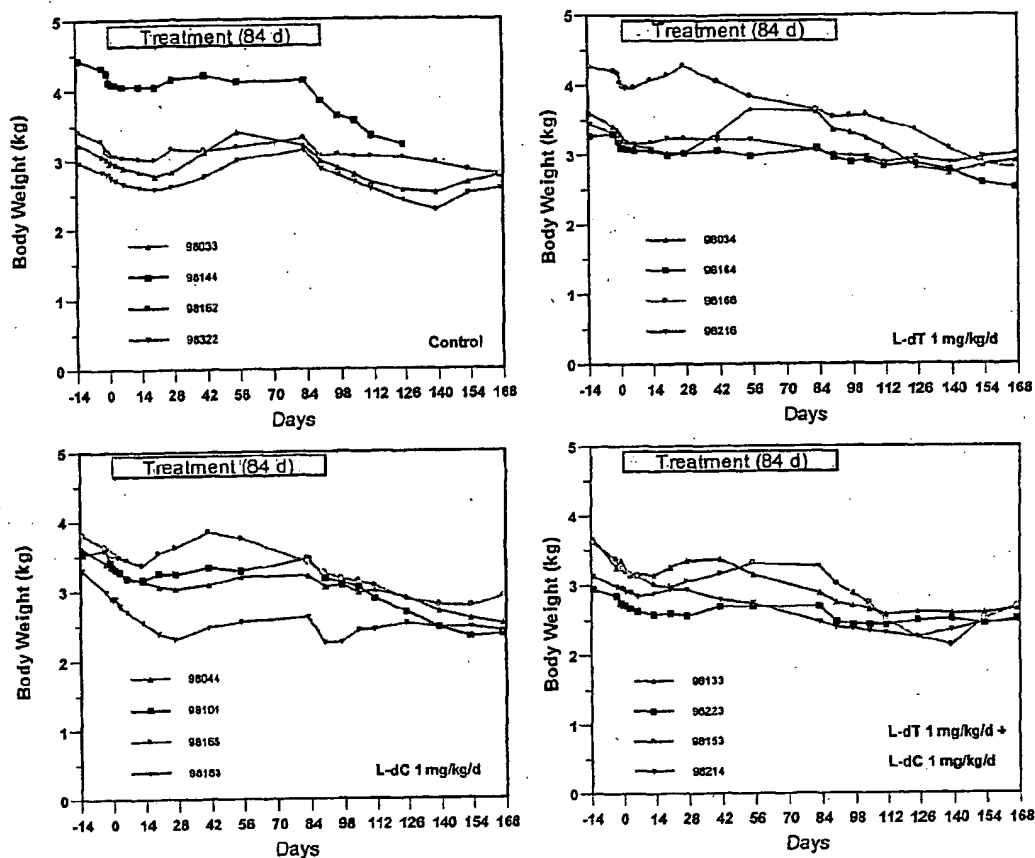 Treatment (84 d)
Body Weight (kg)
5
4
3
2
1
0
98033
98144
98162
98322
Control
-14 0 14 28 42 56 70 84 98 112 126 140 154 168
Days
Treatment (84 d)
Body Weight (kg)
5
4
3
2
1
0
98034
98164
98166
98216
L-dT 1 mg/kg/d
-14 0 14 28 42 56 70 84 98 112 126 140 154 168
Days
Treatment (84 d)
Body Weight (kg)
5
4
3
2
1
0
98044
98101
98165
98163
L-dC 1 mg/kg/d
-14 0 14 28 42 56 70 84 98 112 126 140 154 168
Days
Treatment (84 d)
Body Weight (kg)
5
4
3
2
1
0
98133
98223
98153
98214
L-dT 1 mg/kg/d +
L-dC 1 mg/kg/d
-14 0 14 28 42 56 70 84 98 112 126 140 154 168
Days